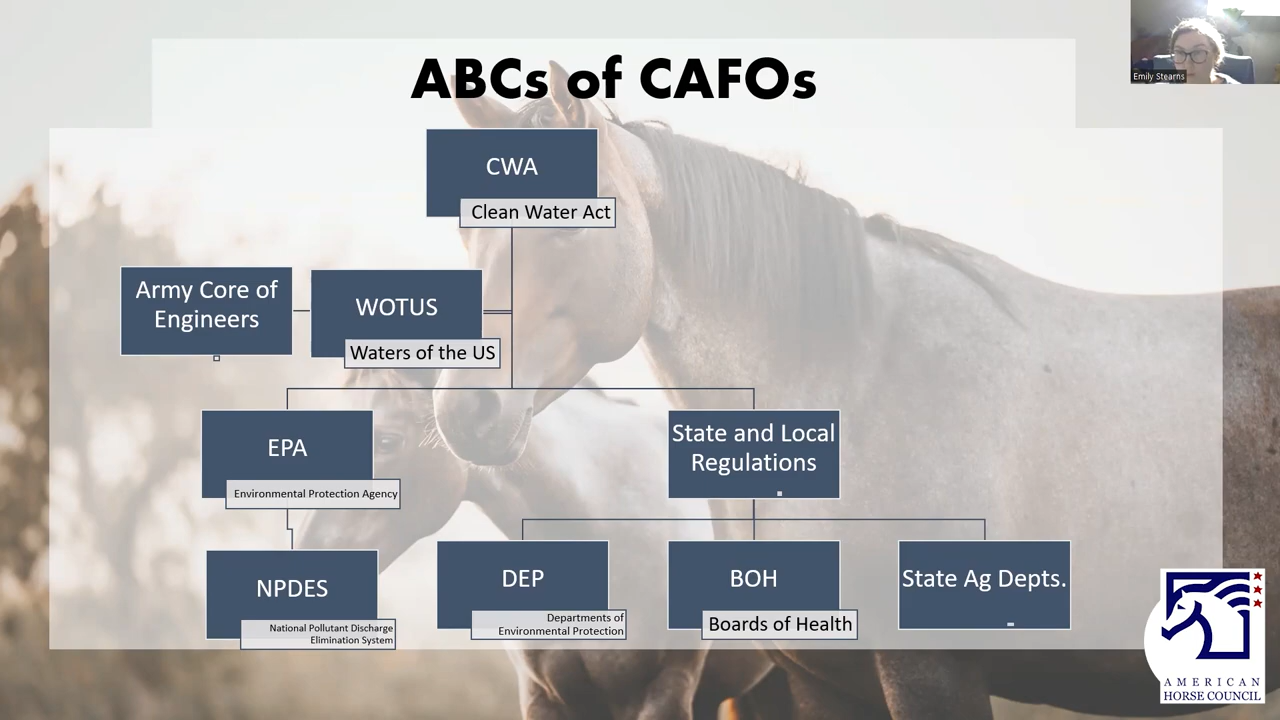 ABCs of CAFOs
Emily Stearns
CWA
Clean Water Act
Army Core of
Engineers
WOTUS
Waters of the US
EPA
Environmental Protection Agency
State and Local
Regulations
NPDES
National Pollutant Discharge
Elimination System
DEP
Departments of
Environmental Protection
BOH
Boards of Health
State Ag Depts.
AMERICAN
HORSE COUNCIL